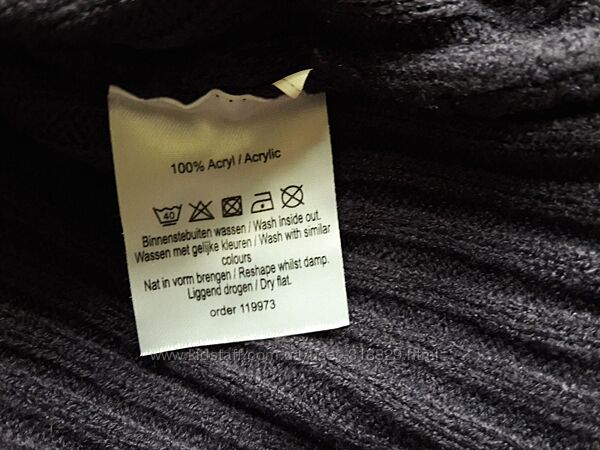 100% Acryl / Acrylic
40
Binnenstebuiten wassen / Wash inside out.
Wassen met gelijke kleuren / Wash with similar
colours
Nat in vorm brengen / Reshape whilst damp.
Liggend drogen / Dry flat.
order 119973